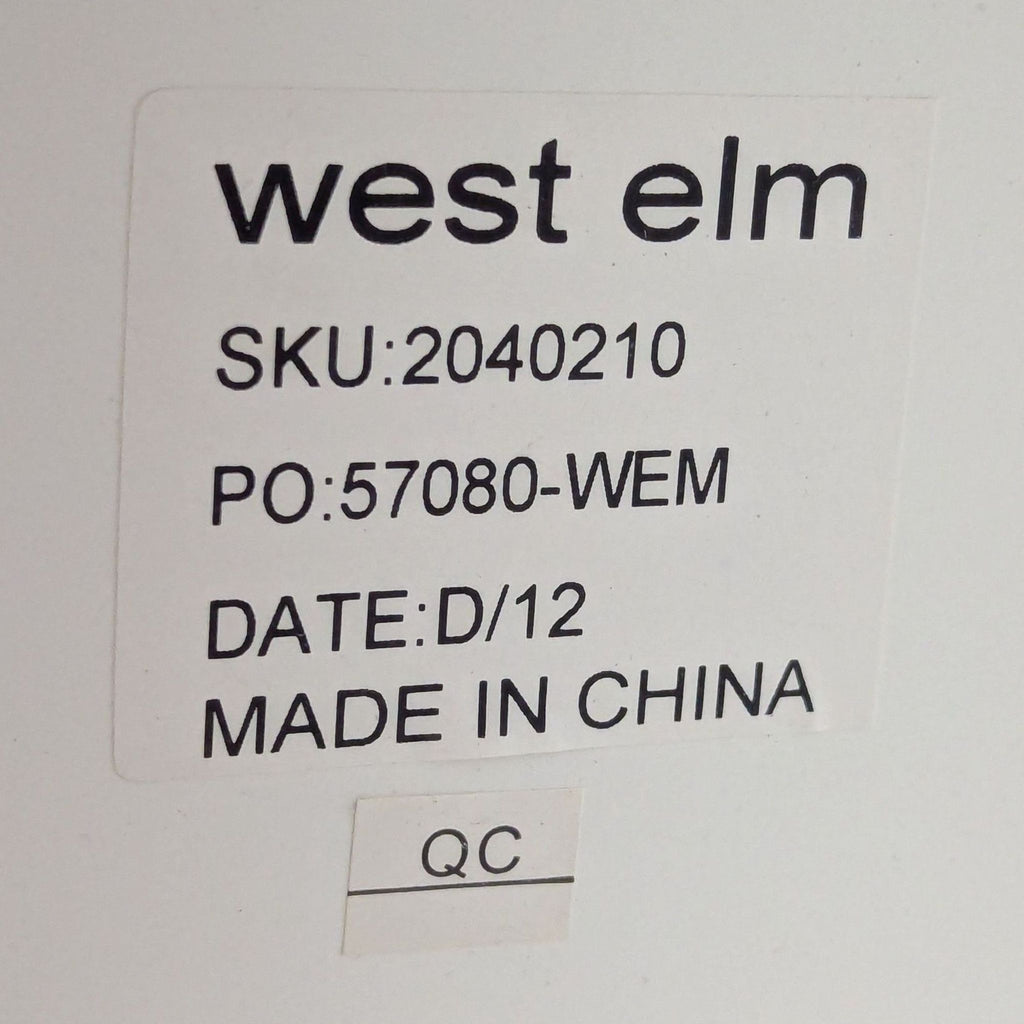 west elm
SKU:2040210
PO:57080-WEM
DATE:D/12
MADE IN CHINA
QC